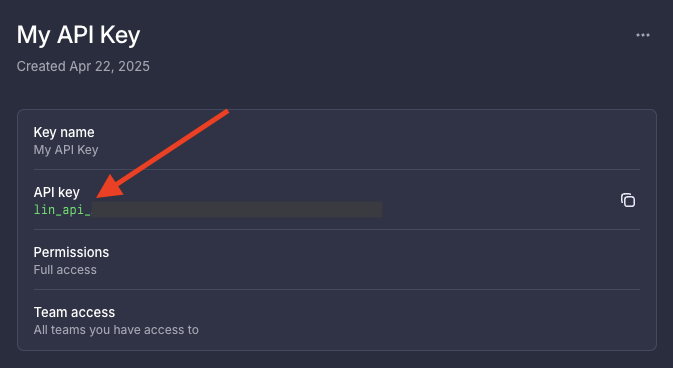 My API Key
Created Apr 22, 2025
Key name
My API Key
API key
lin_api_
Permissions
Full access
Team access
All teams you have access to